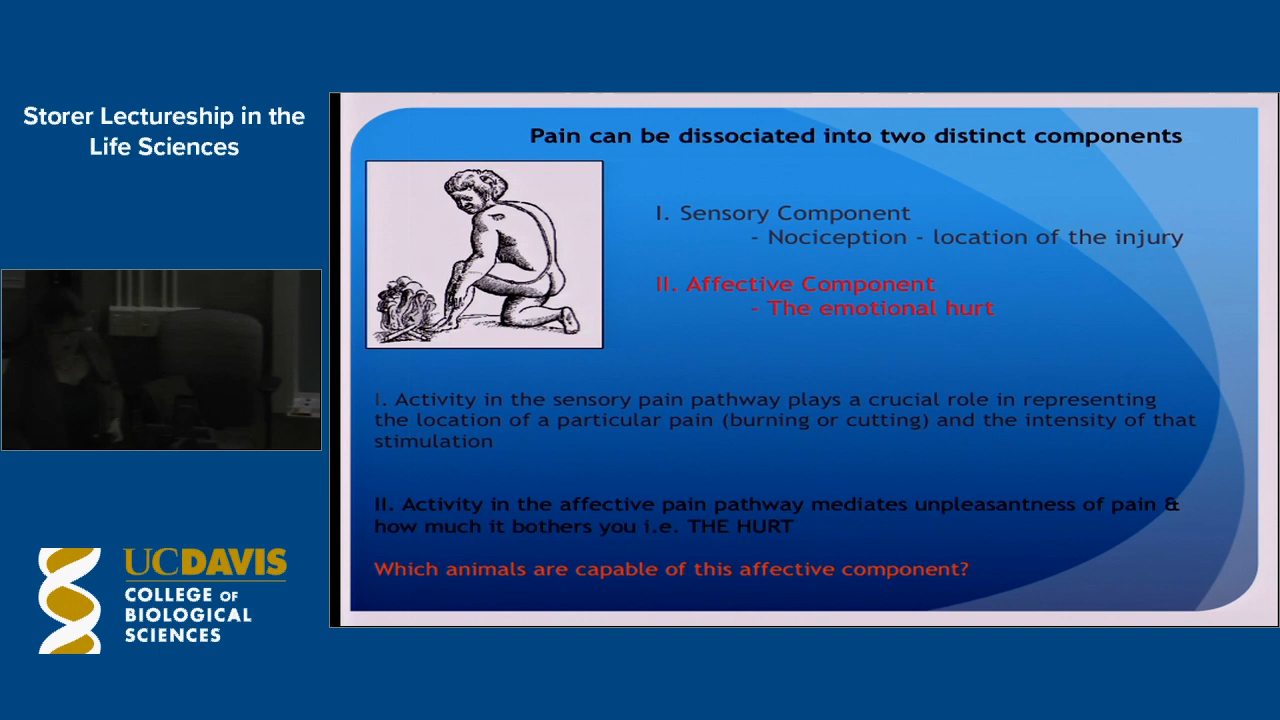 Storer Lectureship in the
Life Sciences
Pain can be dissociated into two distinct components
I. Sensory Component
- Nociception - location of the injury
II. Affective Component
- The emotional hurt
I. Activity in the sensory pain pathway plays a crucial role in representing
the location of a particular pain (burning or cutting) and the intensity of that
stimulation
II. Activity in the affective pain pathway mediates unpleasantness of pain &
how much it bothers you i.e. THE HURT
Which animals are capable of this affective component?
UCDAVIS
COLLEGE OF
BIOLOGICAL
SCIENCES